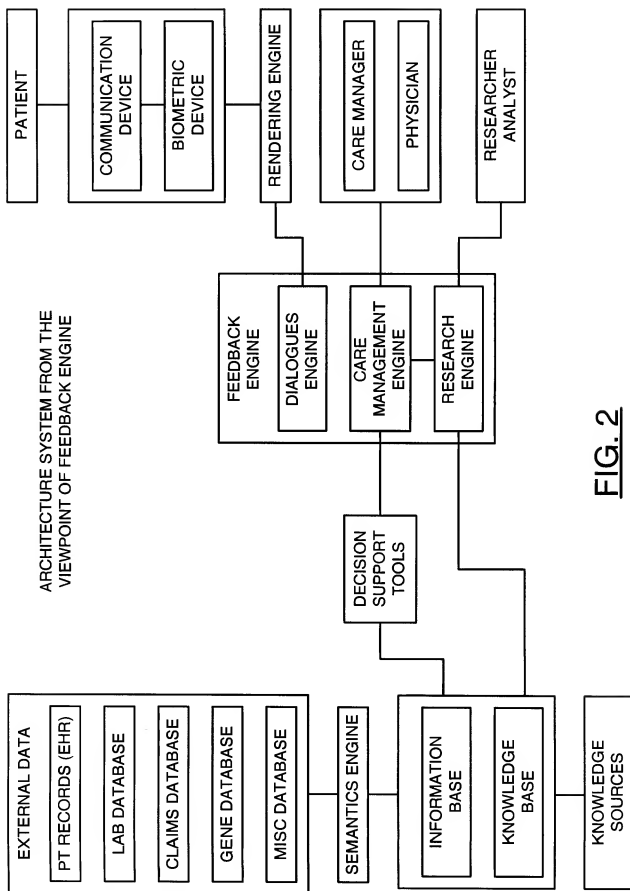 ARCHITECTURE SYSTEM FROM THE
VIEWPOINT OF FEEDBACK ENGINE
EXTERNAL DATA
PT RECORDS (EHR)
LAB DATABASE
CLAIMS DATABASE
GENE DATABASE
MISC DATABASE
SEMANTICS ENGINE
INFORMATION
BASE
KNOWLEDGE
BASE
KNOWLEDGE
SOURCES
DECISION
SUPPORT
TOOLS
FEEDBACK
ENGINE
DIALOGUES
ENGINE
CARE
MANAGEMENT
ENGINE
RESEARCH
ENGINE
PATIENT
COMMUNICATION
DEVICE
BIOMETRIC
DEVICE
RENDERING ENGINE
CARE MANAGER
PHYSICIAN
RESEARCHER
ANALYST
FIG. 2